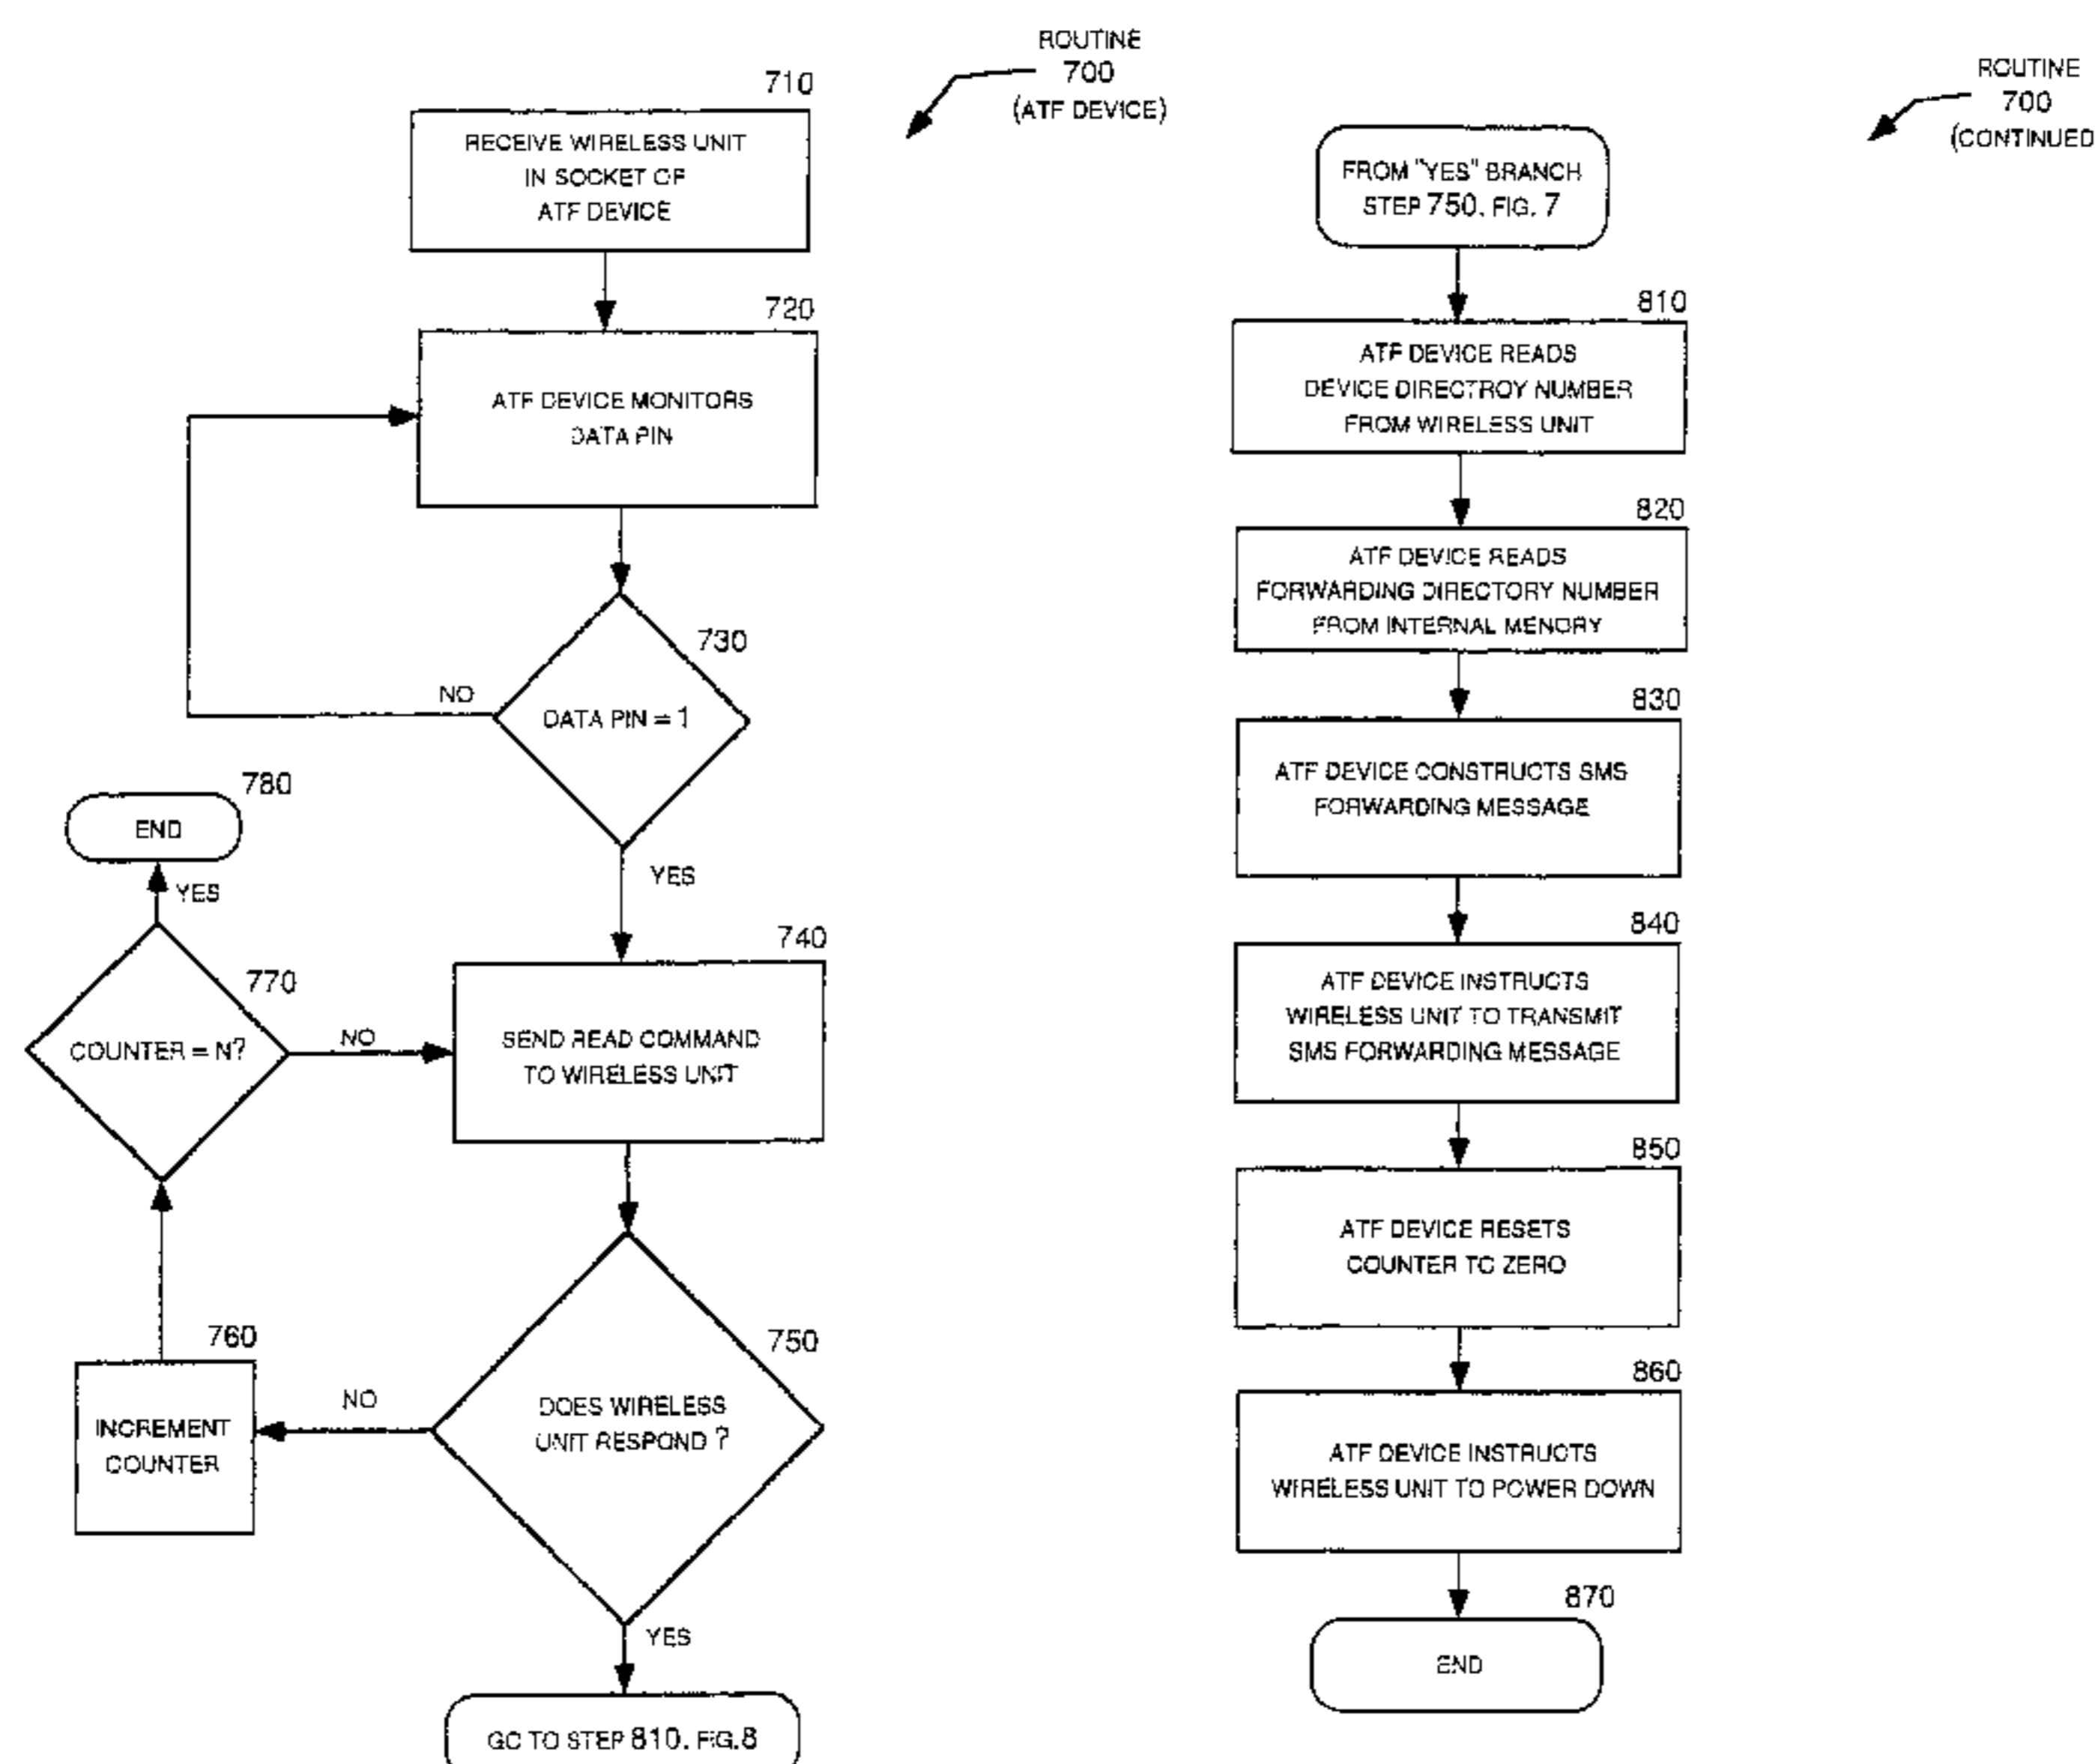 ROUTINE
700
(ATF DEVICE)
710
RECEIVE WIRELESS UNIT
IN SOCKET OF
ATF DEVICE
720
ATF DEVICE MONITORS
DATA PIN
730
NO
DATA PIN = 1
YES
780
END
YES
770
COUNTER = N?
NO
740
SEND READ COMMAND
TO WIRELESS UNIT
760
INCREMENT
COUNTER
NO
750
DOES WIRELESS
UNIT RESPOND ?
YES
GO TO STEP 810. FIG.8
ROUTINE
700
(CONTINUED
FROM "YES" BRANCH
STEP 750. FIG. 7
810
ATF DEVICE READS
DEVICE DIRECTROY NUMBER
FROM WIRELESS UNIT
820
ATF DEVICE READS
FORWARDING DIRECTORY NUMBER
FROM INTERNAL MENORY
830
ATF DEVICE CONSTRUCTS SMS
FORWARDING MESSAGE
840
ATF DEVICE INSTRUCTS
WIRELESS UNIT TO TRANSMIT
SMS FORWARDING MESSAGE
850
ATF DEVICE RESETS
COUNTER TO ZERO
860
ATF DEVICE INSTRUCTS
WIRELESS UNIT TO POWER DOWN
870
END